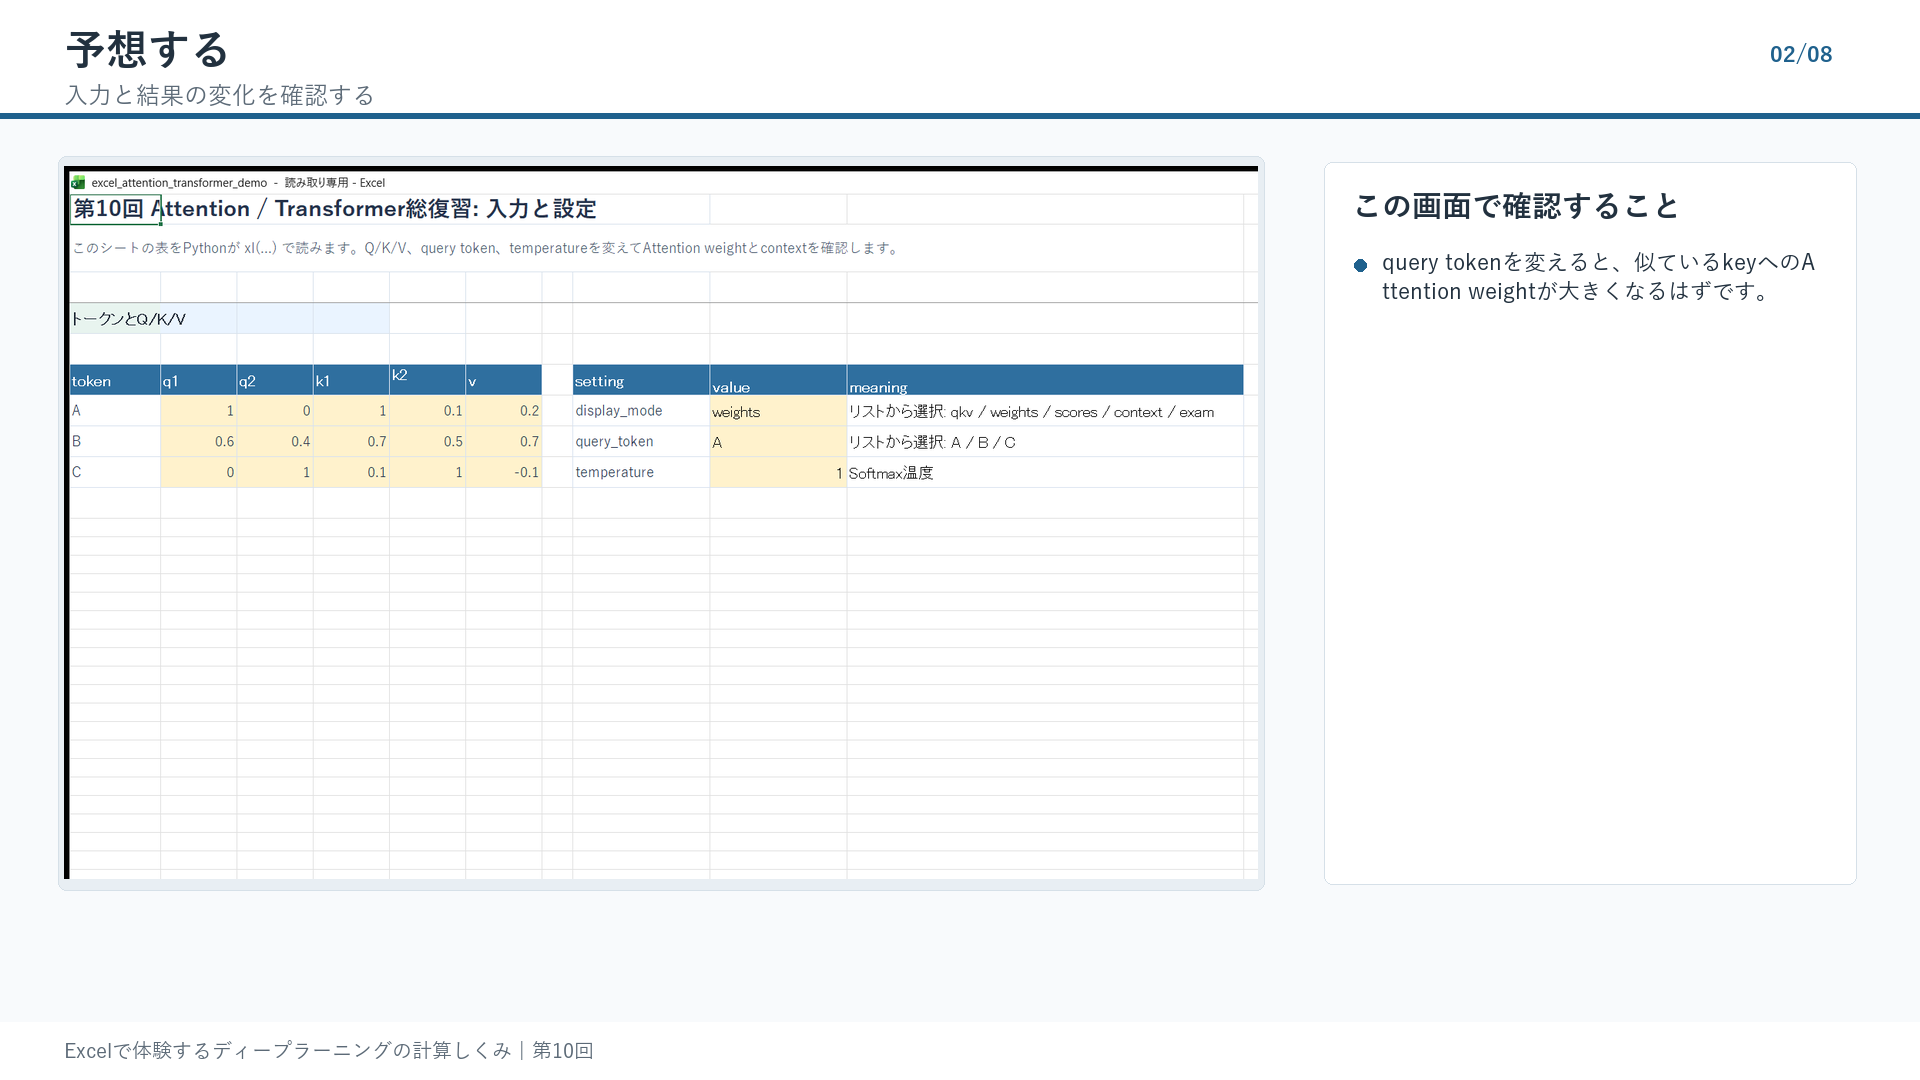 予想する
入力と結果の変化を確認する
02/08
excel_attention_transformer_demo - 読み取り専用 - Excel
第10回 Attention / Transformer総復習: 入力と設定
このシートの表をPythonが xl(...) で読みます。Q/K/V、query token、temperatureを変えてAttention weightとcontextを確認します。
トークンとQ/K/V
token q1 q2 k1 k2 v setting value meaning
A 1 0 1 0.1 0.2 display_mode weights リストから選択: qkv / weights / scores / context / exam
B 0.6 0.4 0.7 0.5 0.7 query_token A リストから選択: A / B / C
C 0 1 0.1 1 -0.1 temperature 1 Softmax温度
この画面で確認すること
query tokenを変えると、似ているkeyへのA
ttention weightが大きくなるはずです。
Excelで体験するディープラーニングの計算しくみ｜第10回